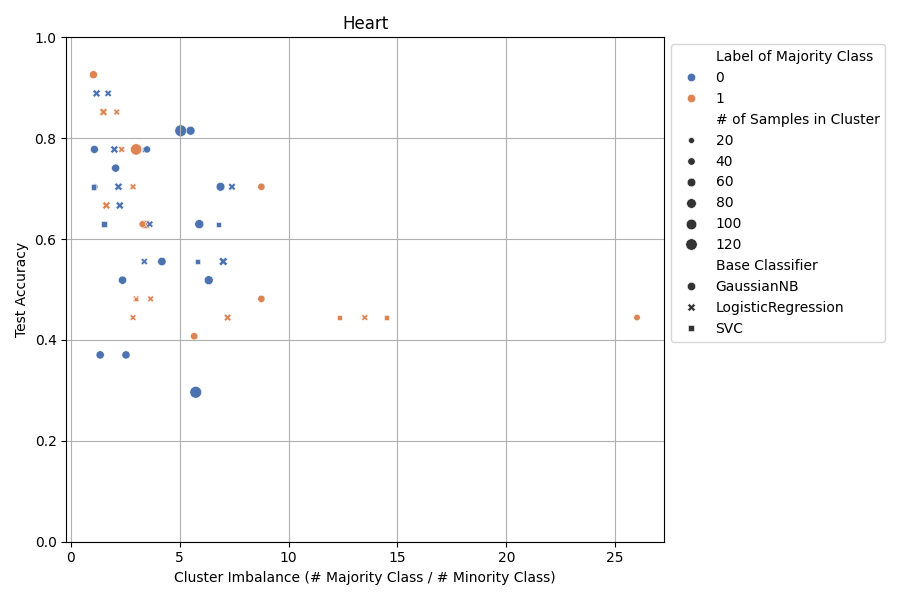 Heart
1.0
0.8
0.6
0.4
0.2
0.0
Test Accuracy
0 5 10 15 20 25
Cluster Imbalance (# Majority Class / # Minority Class)
Label of Majority Class
0
1
# of Samples in Cluster
20
40
60
80
100
120
Base Classifier
GaussianNB
LogisticRegression
SVC